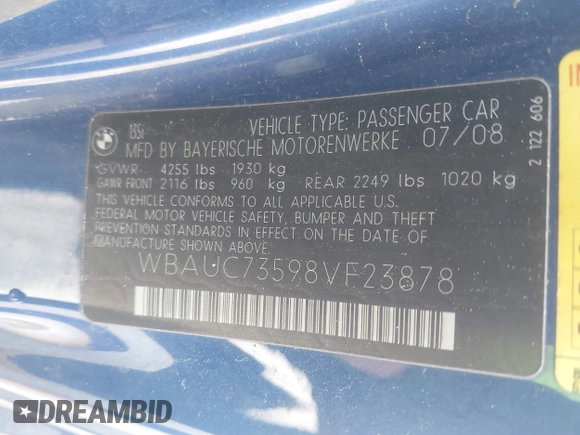 BMW
135i
VEHICLE TYPE: PASSENGER CAR
MFD BY BAYERISCHE MOTORENWERKE 07/08
GVWR 4255 lbs 1930 kg
GAWR FRONT 2116 lbs 960 kg REAR 2249 lbs 1020 kg
THIS VEHICLE CONFORMS TO ALL APPLICABLE U.S.
FEDERAL MOTOR VEHICLE SAFETY, BUMPER AND THEFT
PREVENTION STANDARDS IN EFFECT ON THE DATE OF
MANUFACTURE SHOWN ABOVE.
WBAUC73598VF23878
2 122 606
DREAMBID